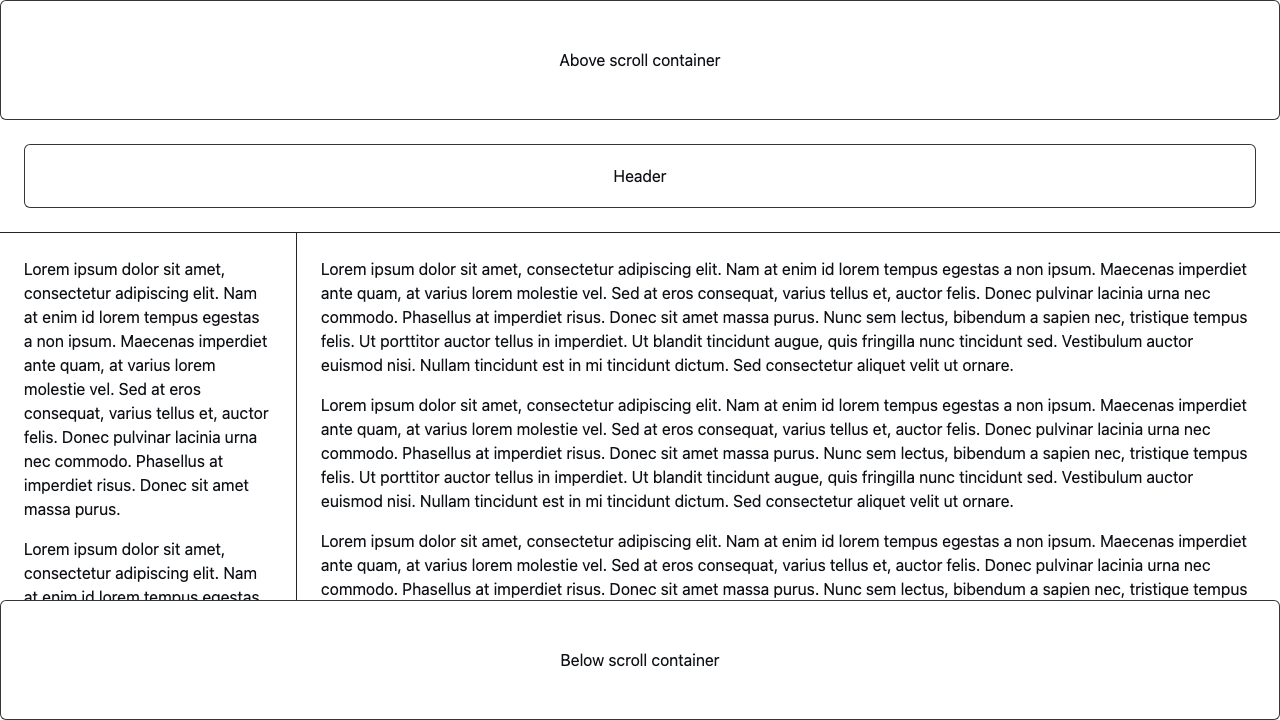 Above scroll container
Header
Lorem ipsum dolor sit amet,
consectetur adipiscing elit. Nam
at enim id lorem tempus egestas
a non ipsum. Maecenas imperdiet
ante quam, at varius lorem
molestie vel. Sed at eros
consequat, varius tellus et, auctor
felis. Donec pulvinar lacinia urna
nec commodo. Phasellus at
imperdiet risus. Donec sit amet
massa purus.
Lorem ipsum dolor sit amet,
consectetur adipiscing elit. Nam
at enim id lorem tempus egestas
Lorem ipsum dolor sit amet, consectetur adipiscing elit. Nam at enim id lorem tempus egestas a non ipsum. Maecenas imperdiet
ante quam, at varius lorem molestie vel. Sed at eros consequat, varius tellus et, auctor felis. Donec pulvinar lacinia urna nec
commodo. Phasellus at imperdiet risus. Donec sit amet massa purus. Nunc sem lectus, bibendum a sapien nec, tristique tempus
felis. Ut porttitor auctor tellus in imperdiet. Ut blandit tincidunt augue, quis fringilla nunc tincidunt sed. Vestibulum auctor
euismod nisi. Nullam tincidunt est in mi tincidunt dictum. Sed consectetur aliquet velit ut ornare.
Lorem ipsum dolor sit amet, consectetur adipiscing elit. Nam at enim id lorem tempus egestas a non ipsum. Maecenas imperdiet
ante quam, at varius lorem molestie vel. Sed at eros consequat, varius tellus et, auctor felis. Donec pulvinar lacinia urna nec
commodo. Phasellus at imperdiet risus. Donec sit amet massa purus. Nunc sem lectus, bibendum a sapien nec, tristique tempus
felis. Ut porttitor auctor tellus in imperdiet. Ut blandit tincidunt augue, quis fringilla nunc tincidunt sed. Vestibulum auctor
euismod nisi. Nullam tincidunt est in mi tincidunt dictum. Sed consectetur aliquet velit ut ornare.
Lorem ipsum dolor sit amet, consectetur adipiscing elit. Nam at enim id lorem tempus egestas a non ipsum. Maecenas imperdiet
ante quam, at varius lorem molestie vel. Sed at eros consequat, varius tellus et, auctor felis. Donec pulvinar lacinia urna nec
commodo. Phasellus at imperdiet risus. Donec sit amet massa purus. Nunc sem lectus, bibendum a sapien nec, tristique tempus
Below scroll container